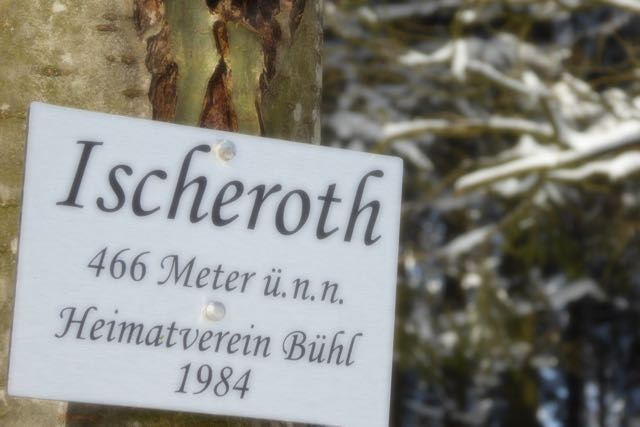 Ischeroth
466 Meter ü.n.n.
Heimatverein Bühl
1984